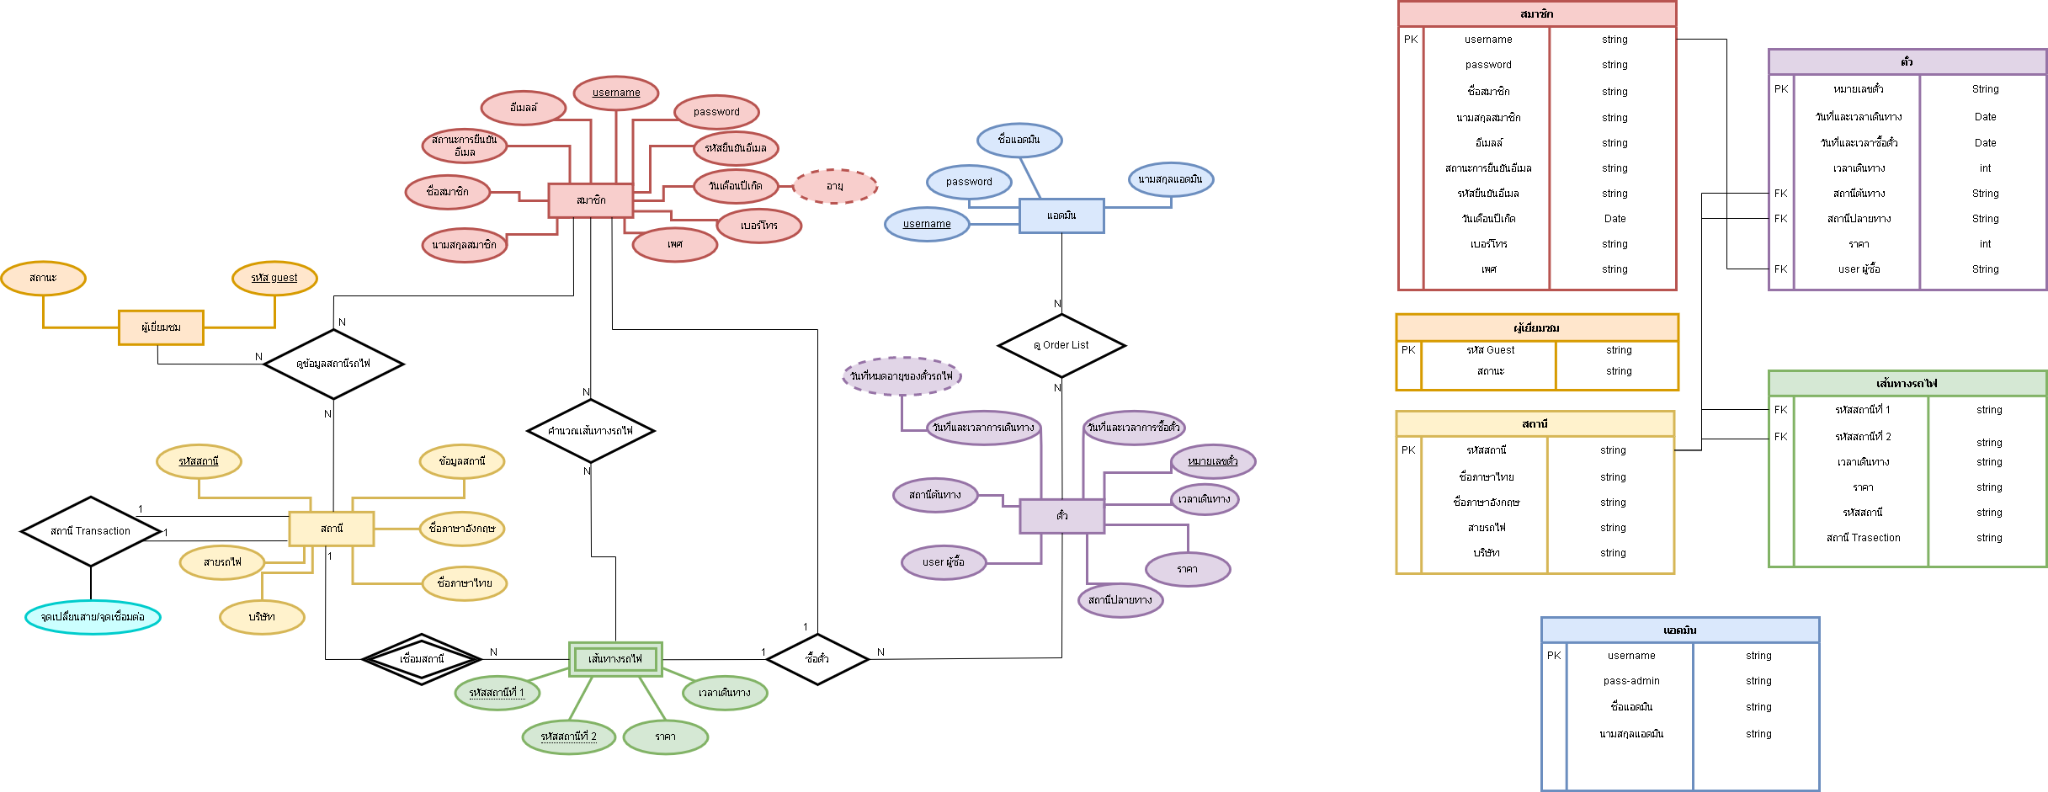 username
อีเมลล์
password
สถานะการยืนยัน
อีเมล
รหัสยืนยันอีเมล
ชื่อสมาชิก
วันเดือนปีเกิด
อายุ
สมาชิก
เบอร์โทร
นามสกุลสมาชิก
เพศ
ชื่อแอดมิน
password
นามสกุลแอดมิน
แอดมิน
username
สถานะ
รหัส guest
ผู้เยี่ยมชม
N
N
ดูข้อมูลสถานีรถไฟ
N
N
คำนวณเส้นทางรถไฟ
N
N
ดู Order List
N
วันที่หมดอายุของตั๋วรถไฟ
วันที่และเวลาการเดินทาง
วันที่และเวลาการซื้อตั๋ว
หมายเลขตั๋ว
สถานีต้นทาง
เวลาเดินทาง
ตั๋ว
user ผู้ซื้อ
ราคา
สถานีปลายทาง
รหัสสถานี
ข้อมูลสถานี
1
สถานี Transaction
1
สถานี
ชื่อภาษาอังกฤษ
1
สายรถไฟ
ชื่อภาษาไทย
จุดเปลี่ยนสาย/จุดเชื่อมต่อ
บริษัท
เชื่อมสถานี
N
เส้นทางรถไฟ
1
1
ซื้อตั๋ว
N
รหัสสถานีที่ 1
เวลาเดินทาง
รหัสสถานีที่ 2
ราคา
สมาชิก
PK username string
password string
ชื่อสมาชิก string
นามสกุลสมาชิก string
อีเมลล์ string
สถานะการยืนยันอีเมล string
รหัสยืนยันอีเมล string
วันเดือนปีเกิด Date
เบอร์โทร string
เพศ string
ตั๋ว
PK หมายเลขตั๋ว String
วันที่และเวลาเดินทาง Date
วันที่และเวลาซื้อตั๋ว Date
เวลาเดินทาง int
FK สถานีต้นทาง String
FK สถานีปลายทาง String
ราคา int
FK user ผู้ซื้อ String
ผู้เยี่ยมชม
PK รหัส Guest string
สถานะ string
สถานี
PK รหัสสถานี string
ชื่อภาษาไทย string
ชื่อภาษาอังกฤษ string
สายรถไฟ string
บริษัท string
เส้นทางรถไฟ
FK รหัสสถานีที่ 1 string
FK รหัสสถานีที่ 2 string
เวลาเดินทาง string
ราคา string
รหัสสถานี string
สถานี Trasection string
แอดมิน
PK username string
pass-admin string
ชื่อแอดมิน string
นามสกุลแอดมิน string